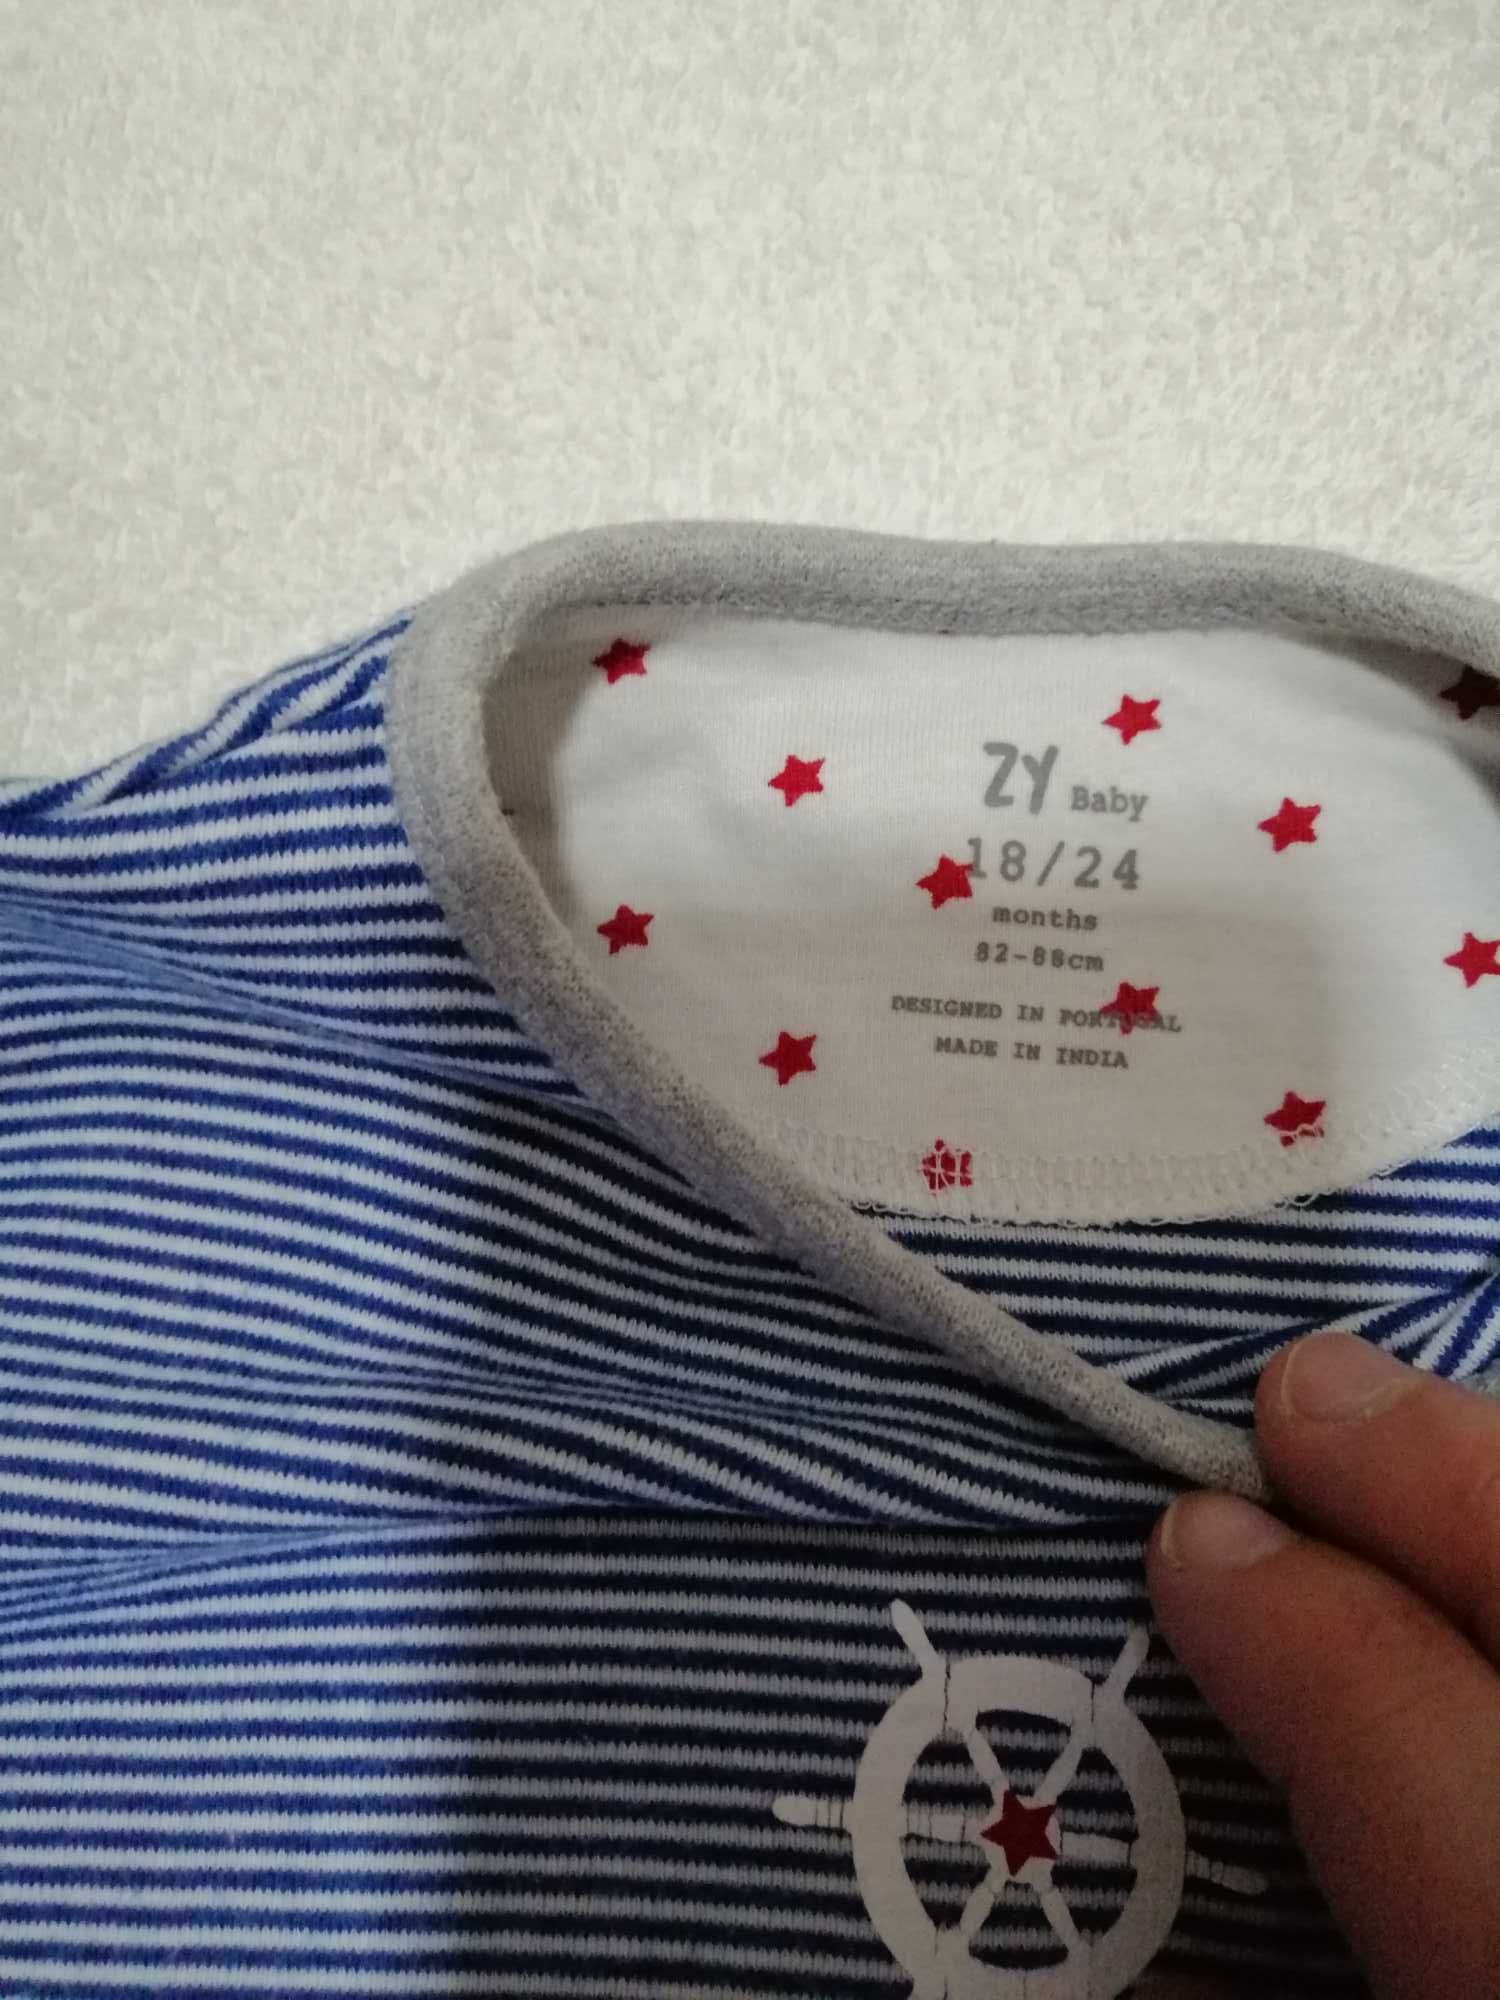 ZY Baby
18/24
months
82-88cm
DESIGNED IN PORTUGAL
MADE IN INDIA